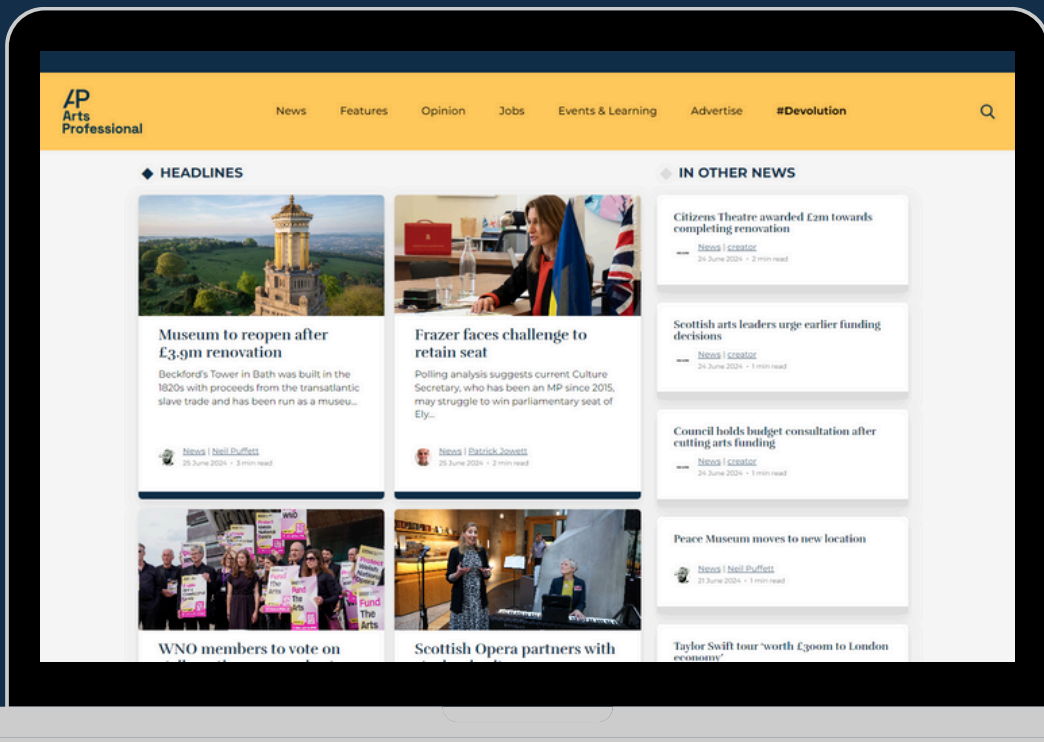 AP
Arts
Professional
News
Features
Opinion
Jobs
Events & Learning
Advertise
#Devolution
HEADLINES
Museum to reopen after
£3.9m renovation
Beckford's Tower in Bath was built in the
1820s with proceeds from the transatlantic
slave trade and has been run as a museu...
News | Neil Puffett
25 June 2024 • 3 min read
Frazer faces challenge to
retain seat
Polling analysis suggests current Culture
Secretary, who has been an MP since 2015,
may struggle to win parliamentary seat of
Ely...
News | Patrick Jowett
25 June 2024 • 2 min read
WNO
Protect
Welsh
National
Opera
Fund
The
Arts
Fund
The
Arts
WNO members to vote on
Scottish Opera partners with
IN OTHER NEWS
Citizens Theatre awarded £2m towards
completing renovation
News | creator
24 June 2024 • 2 min read
Scottish arts leaders urge earlier funding
decisions
News | creator
24 June 2024 • 1 min read
Council holds budget consultation after
cutting arts funding
News | creator
24 June 2024 • 1 min read
Peace Museum moves to new location
News | Neil Puffett
21 June 2024 • 1 min read
Taylor Swift tour 'worth £300m to London
economy'